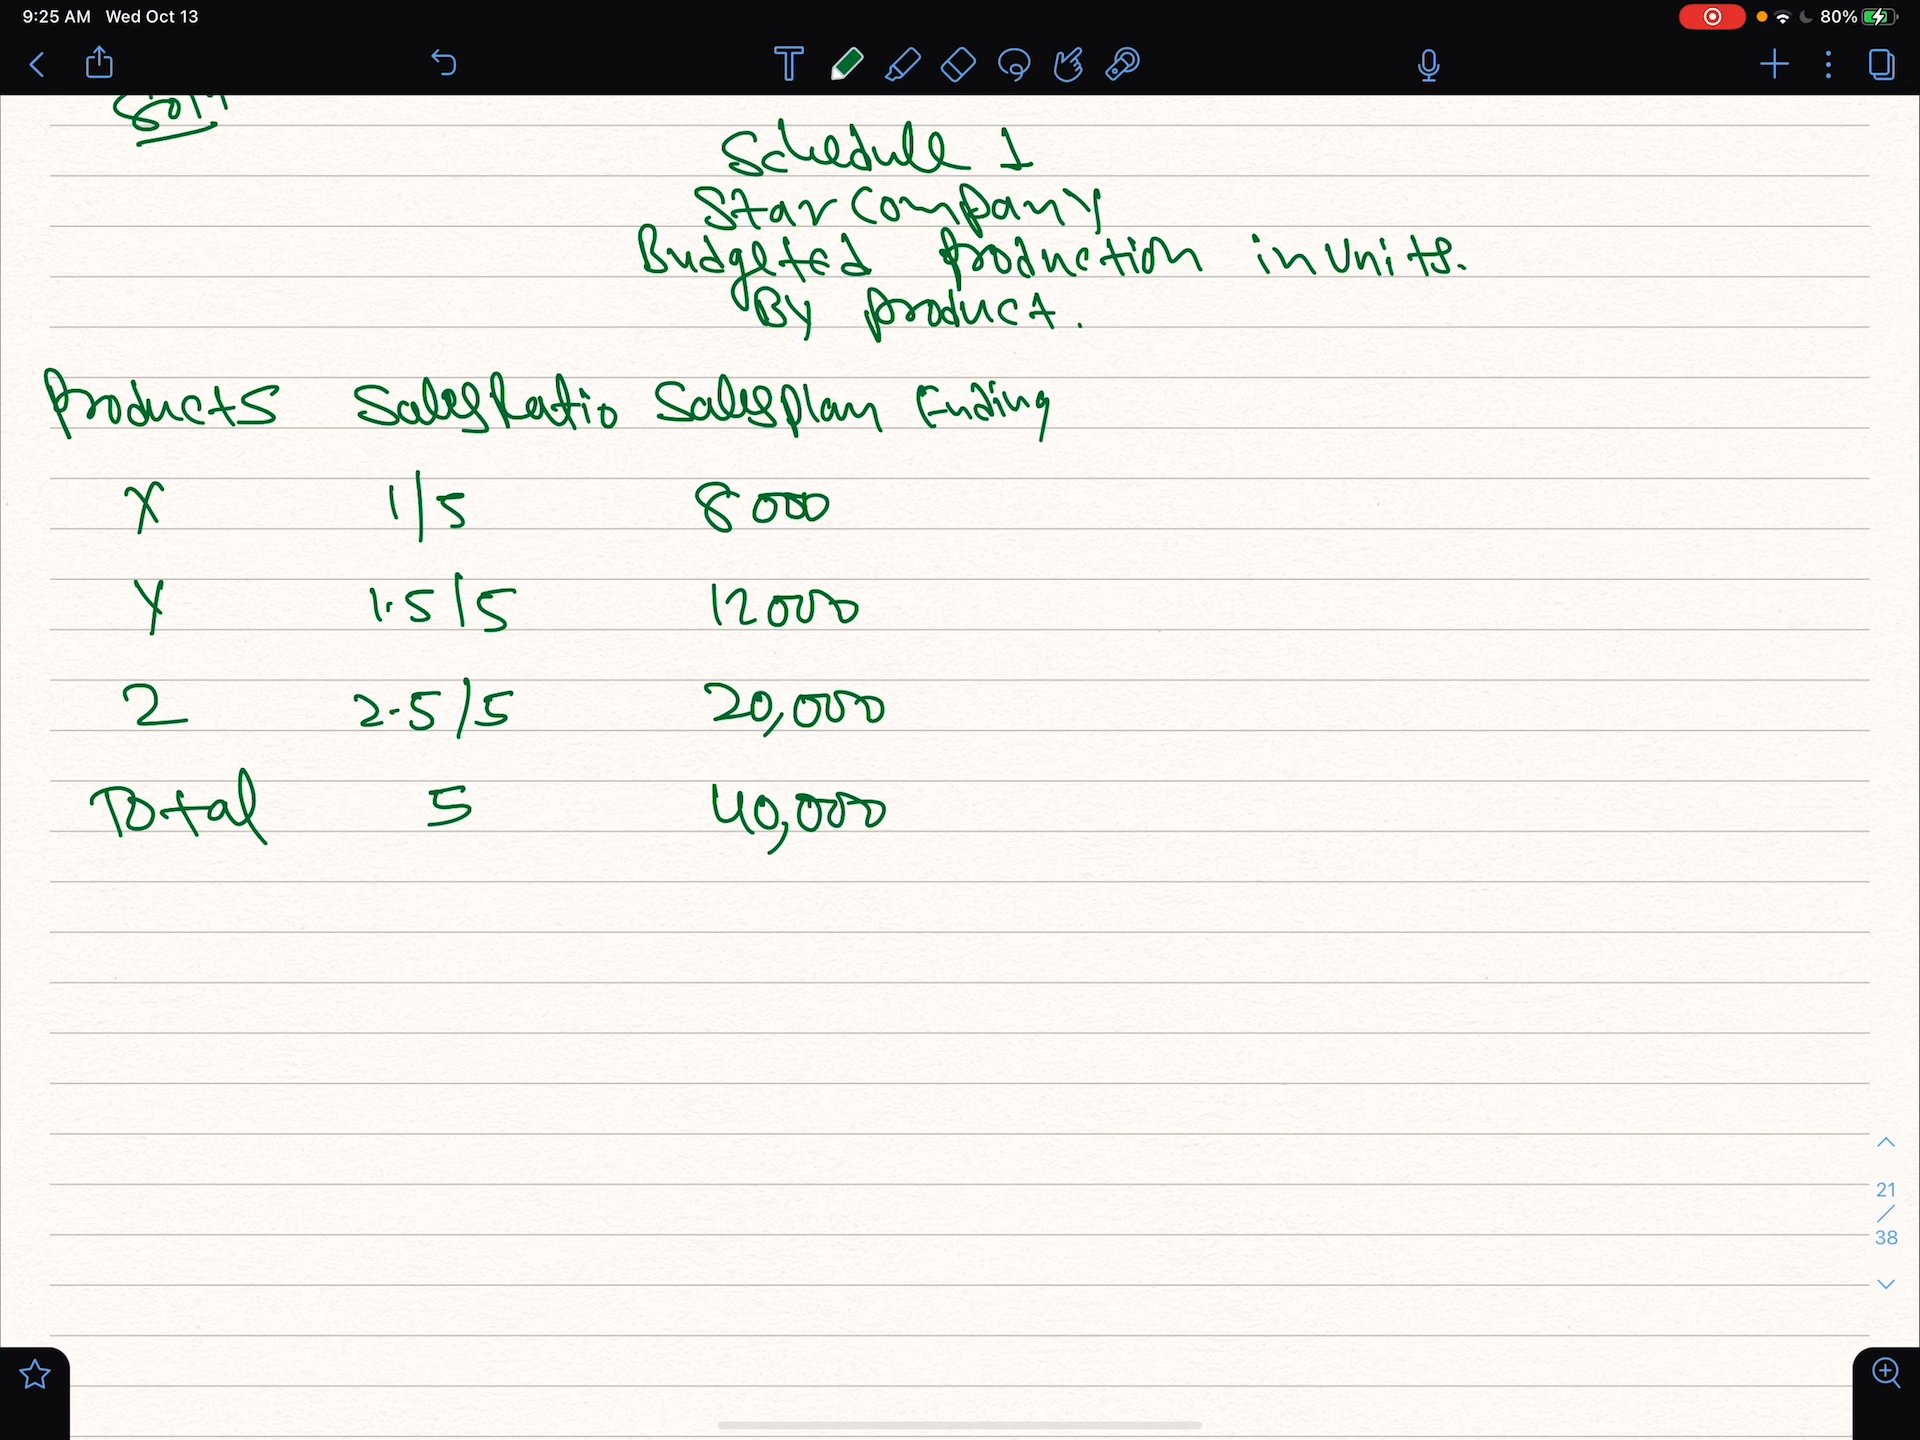 9:25 AM Wed Oct 13
80%
Soln
Schedule 1
Star Company
Budgeted production in Units.
By product.
Products Sales Ratio Sales plan Ending
X 1/5 8000
Y 1.5/5 12000
Z 2.5/5 20,000
Total 5 40,000
21
/
38